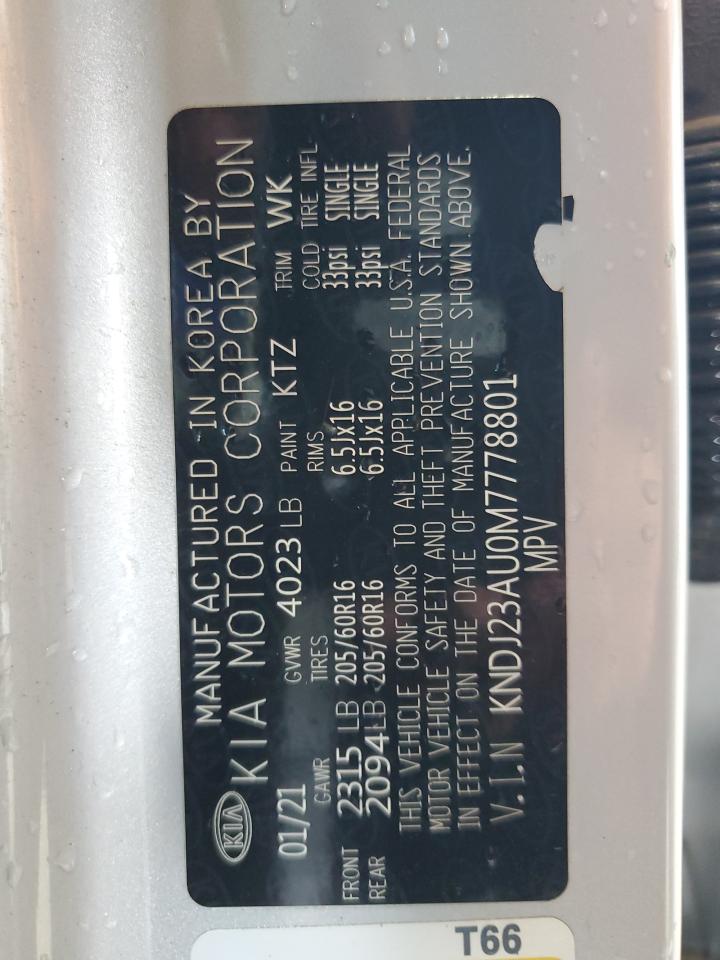 MANUFACTURED IN KOREA BY
KIA KIA MOTORS CORPORATION
01/21 GVWR 4023 LB PAINT KTZ TRIM WK
GAWR TIRES RIMS COLD TIRE INFL
FRONT 2315 LB 205/60R16 6.5Jx16 33psi SINGLE
REAR 2094 LB 205/60R16 6.5Jx16 33psi SINGLE
THIS VEHICLE CONFORMS TO ALL APPLICABLE U.S.A. FEDERAL
MOTOR VEHICLE SAFETY AND THEFT PREVENTION STANDARDS
IN EFFECT ON THE DATE OF MANUFACTURE SHOWN ABOVE.
V.I.N KNDJ23AU0M7778801
MPV
T66